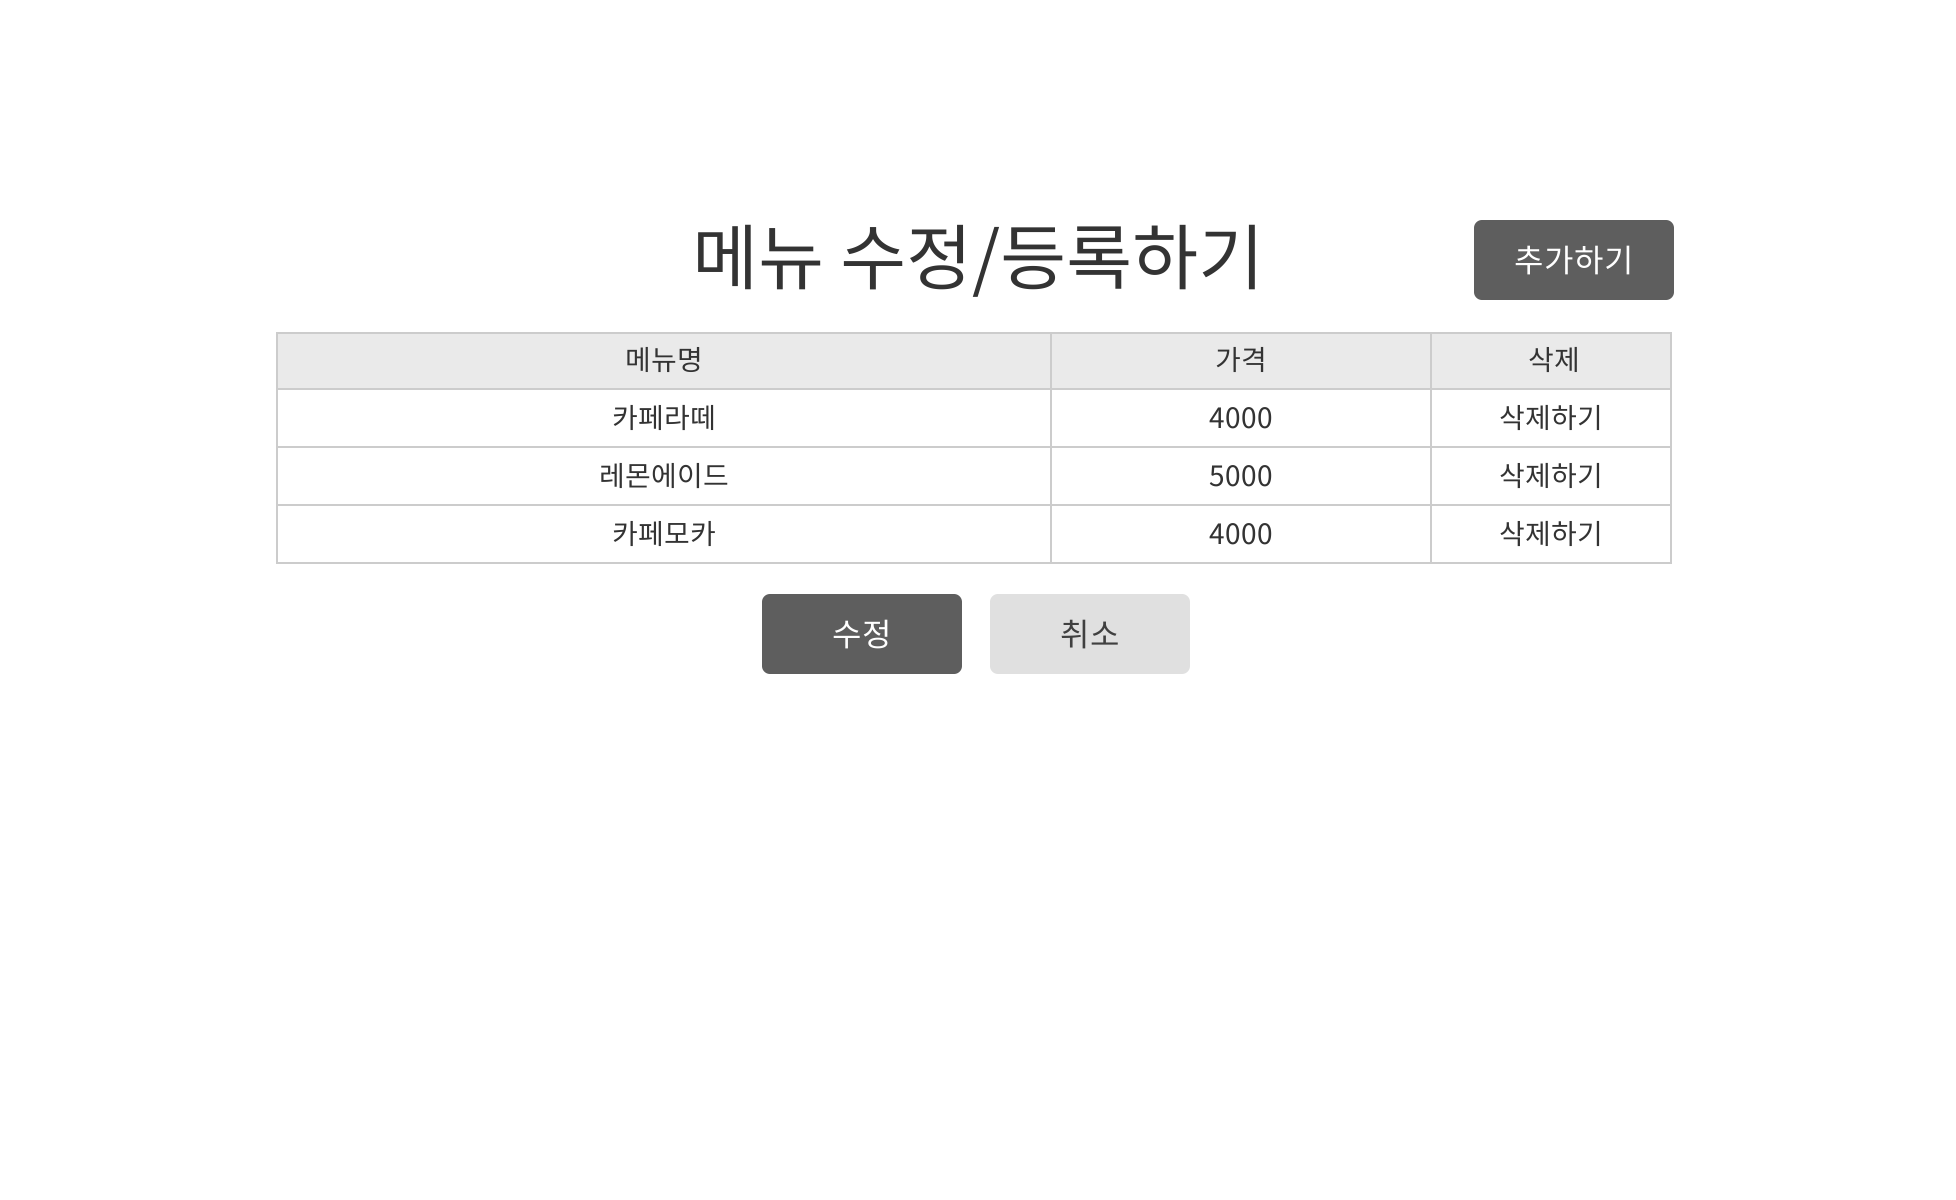 메뉴 수정/등록하기
추가하기
메뉴명 가격 삭제
카페라떼 4000 삭제하기
레몬에이드 5000 삭제하기
카페모카 4000 삭제하기
수정 취소